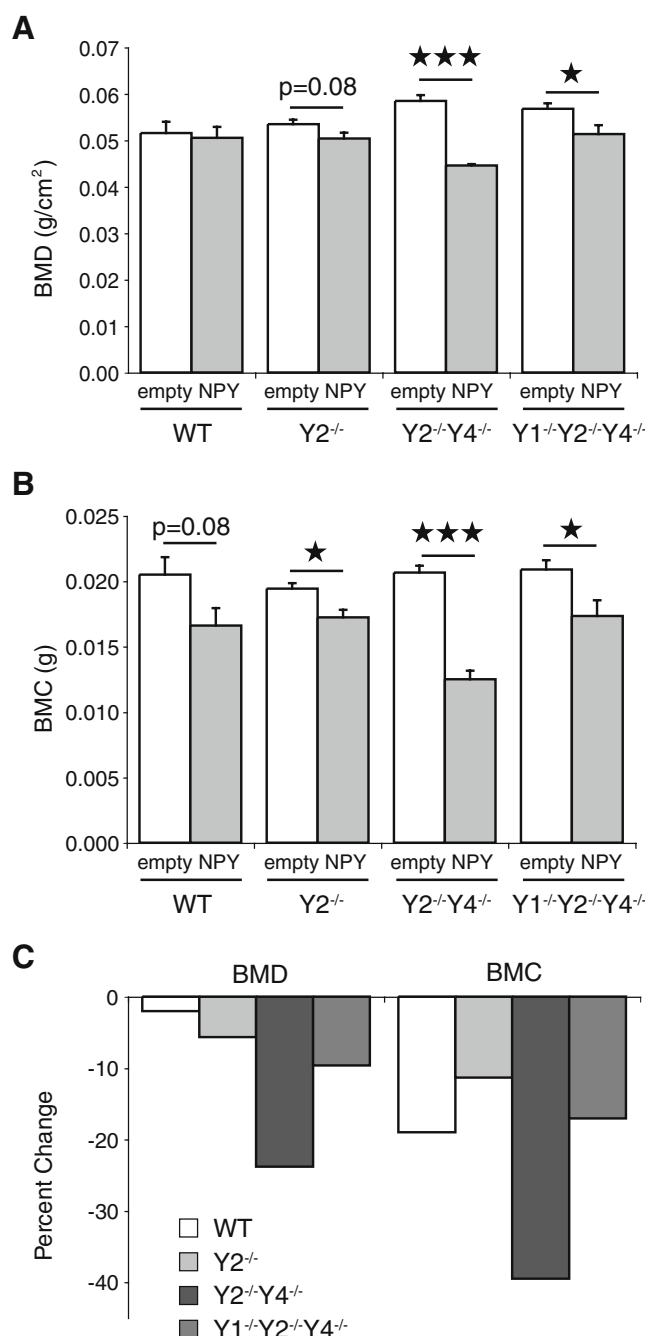 A
0.07
0.06
0.05
0.04
0.03
0.02
0.01
0.00
BMD (g/cm²)
p=0.08
★★★
★
empty NPY empty NPY empty NPY empty NPY
WT Y2⁻/⁻ Y2⁻/⁻Y4⁻/⁻ Y1⁻/⁻Y2⁻/⁻Y4⁻/⁻
B
0.025
0.020
0.015
0.010
0.005
0.000
BMC (g)
p=0.08
★
★★★
★
empty NPY empty NPY empty NPY empty NPY
WT Y2⁻/⁻ Y2⁻/⁻Y4⁻/⁻ Y1⁻/⁻Y2⁻/⁻Y4⁻/⁻
C
BMD BMC
0
-10
-20
-30
-40
Percent Change
WT
Y2⁻/⁻
Y2⁻/⁻Y4⁻/⁻
Y1⁻/⁻Y2⁻/⁻Y4⁻/⁻